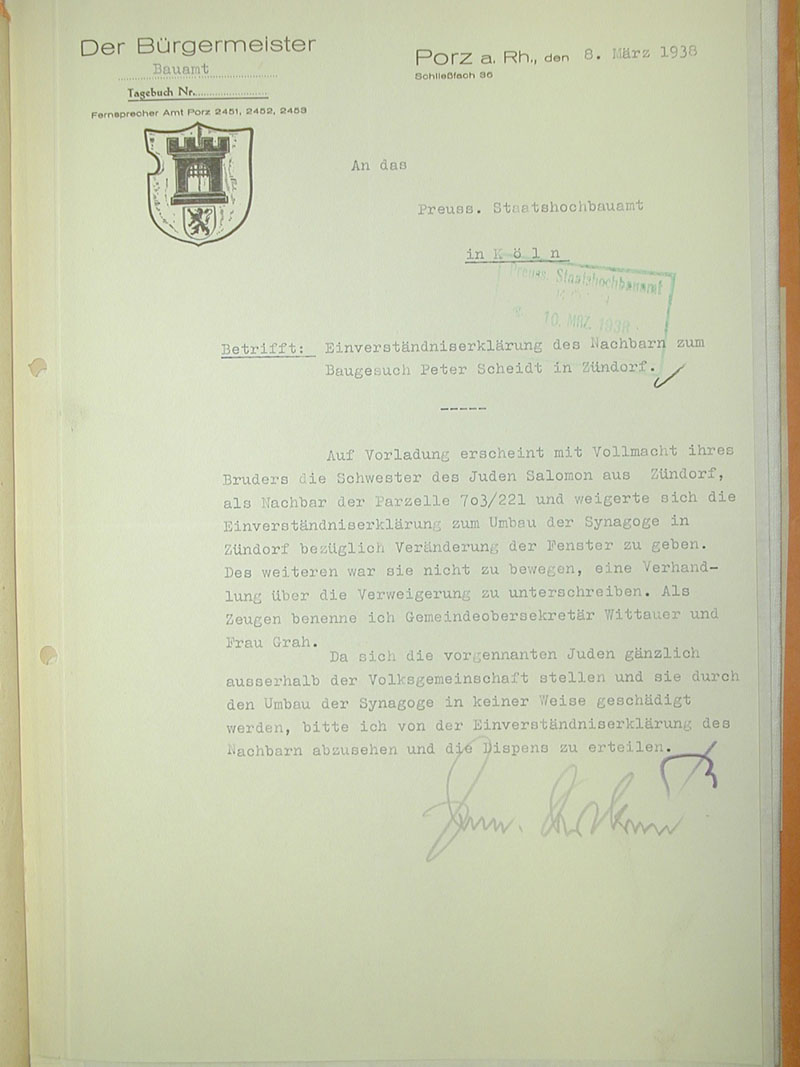 Der Bürgermeister
Bauamt
Tagebuch Nr.
Fernsprecher Amt Porz 2451, 2452, 2453
Porz a. Rh., den 8. März 1938
Schließfach 36
An das
Preuss. Staatshochbauamt
in K ö l n
Preuss. Staatshochbauamt
10. MRZ. 1938
Betrifft: Einverständniserklärung des Nachbarn zum
Baugesuch Peter Scheidt in Zündorf.
-----
Auf Vorladung erscheint mit Vollmacht ihres
Bruders die Schwester des Juden Salomon aus Zündorf,
als Nachbar der Parzelle 703/221 und weigerte sich die
Einverständniserklärung zum Umbau der Synagoge in
Zündorf bezüglich Veränderung der Fenster zu geben.
Des weiteren war sie nicht zu bewegen, eine Verhand-
lung über die Verweigerung zu unterschreiben. Als
Zeugen benenne ich Gemeindeobersekretär Wittauer und
Frau Grah.
Da sich die vorgennanten Juden gänzlich
ausserhalb der Volksgemeinschaft stellen und sie durch
den Umbau der Synagoge in keiner Weise geschädigt
werden, bitte ich von der Einverständniserklärung des
Nachbarn abzusehen und die Dispens zu erteilen.